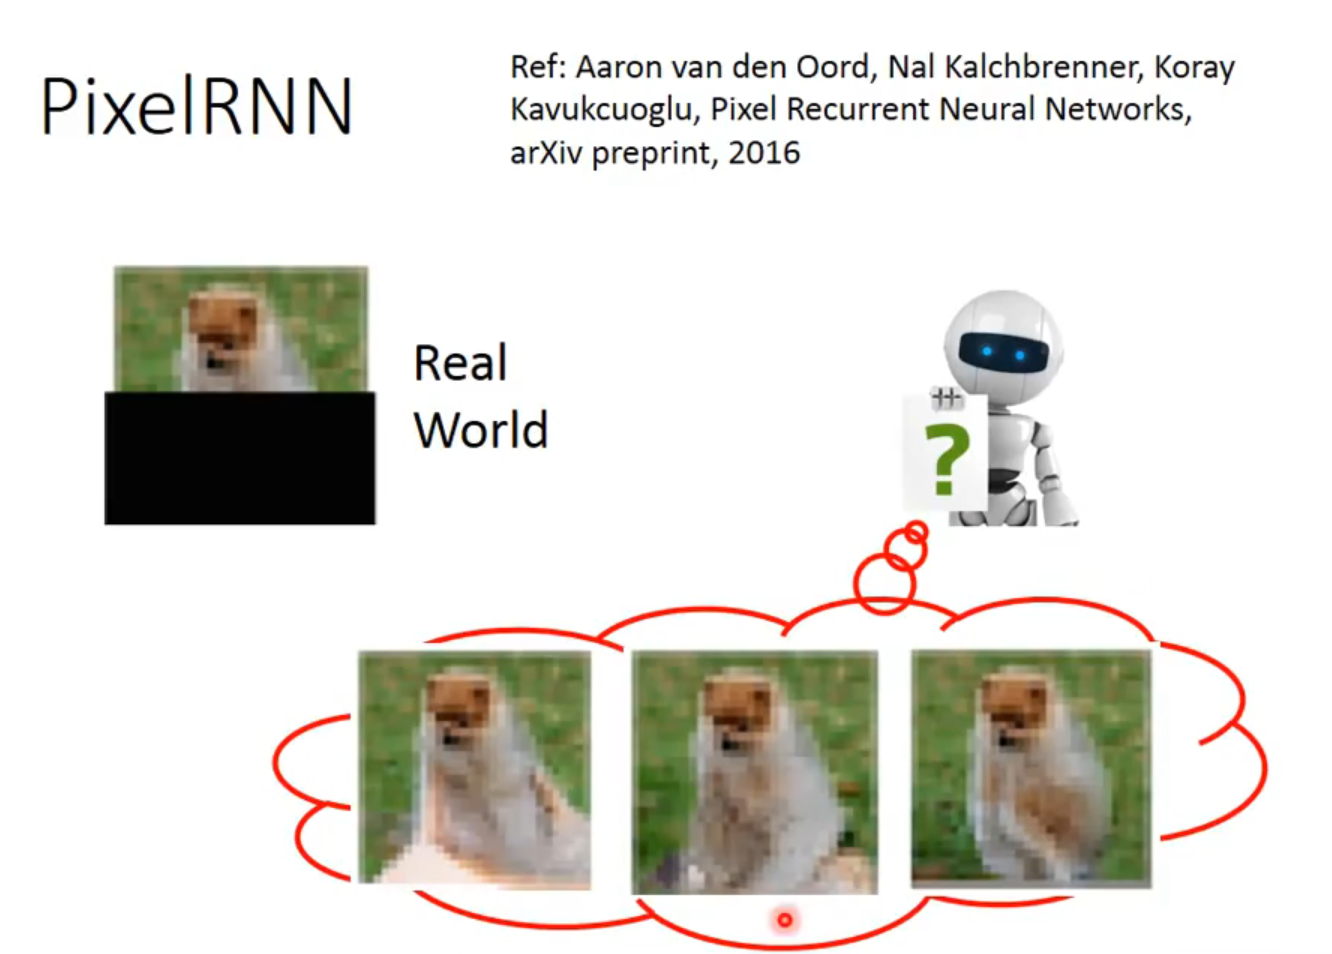 PixelRNN
Ref: Aaron van den Oord, Nal Kalchbrenner, Koray
Kavukcuoglu, Pixel Recurrent Neural Networks,
arXiv preprint, 2016
Real
World
?